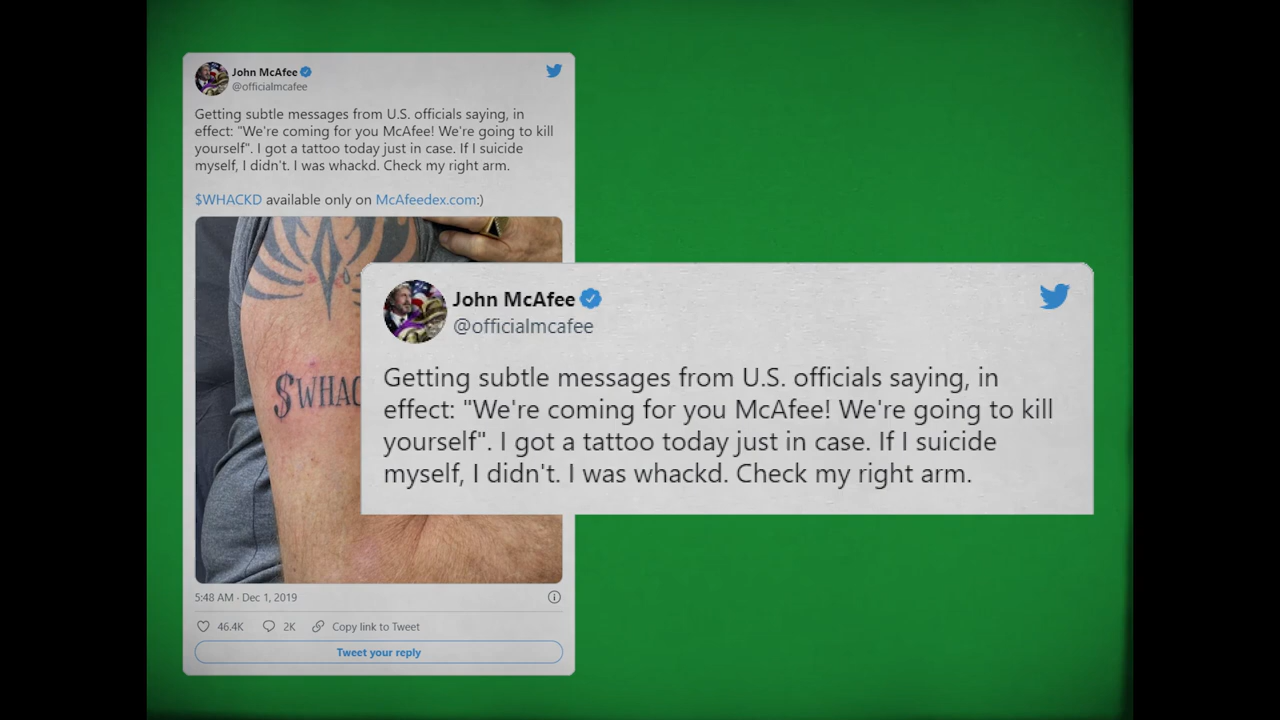 John McAfee
@officialmcafee
Getting subtle messages from U.S. officials saying, in
effect: "We're coming for you McAfee! We're going to kill
yourself". I got a tattoo today just in case. If I suicide
myself, I didn't. I was whackd. Check my right arm.
$WHACKD available only on McAfeedex.com:)
$WHAC
5:48 AM · Dec 1, 2019
46.4K 2K Copy link to Tweet
Tweet your reply
John McAfee
@officialmcafee
Getting subtle messages from U.S. officials saying, in
effect: "We're coming for you McAfee! We're going to kill
yourself". I got a tattoo today just in case. If I suicide
myself, I didn't. I was whackd. Check my right arm.